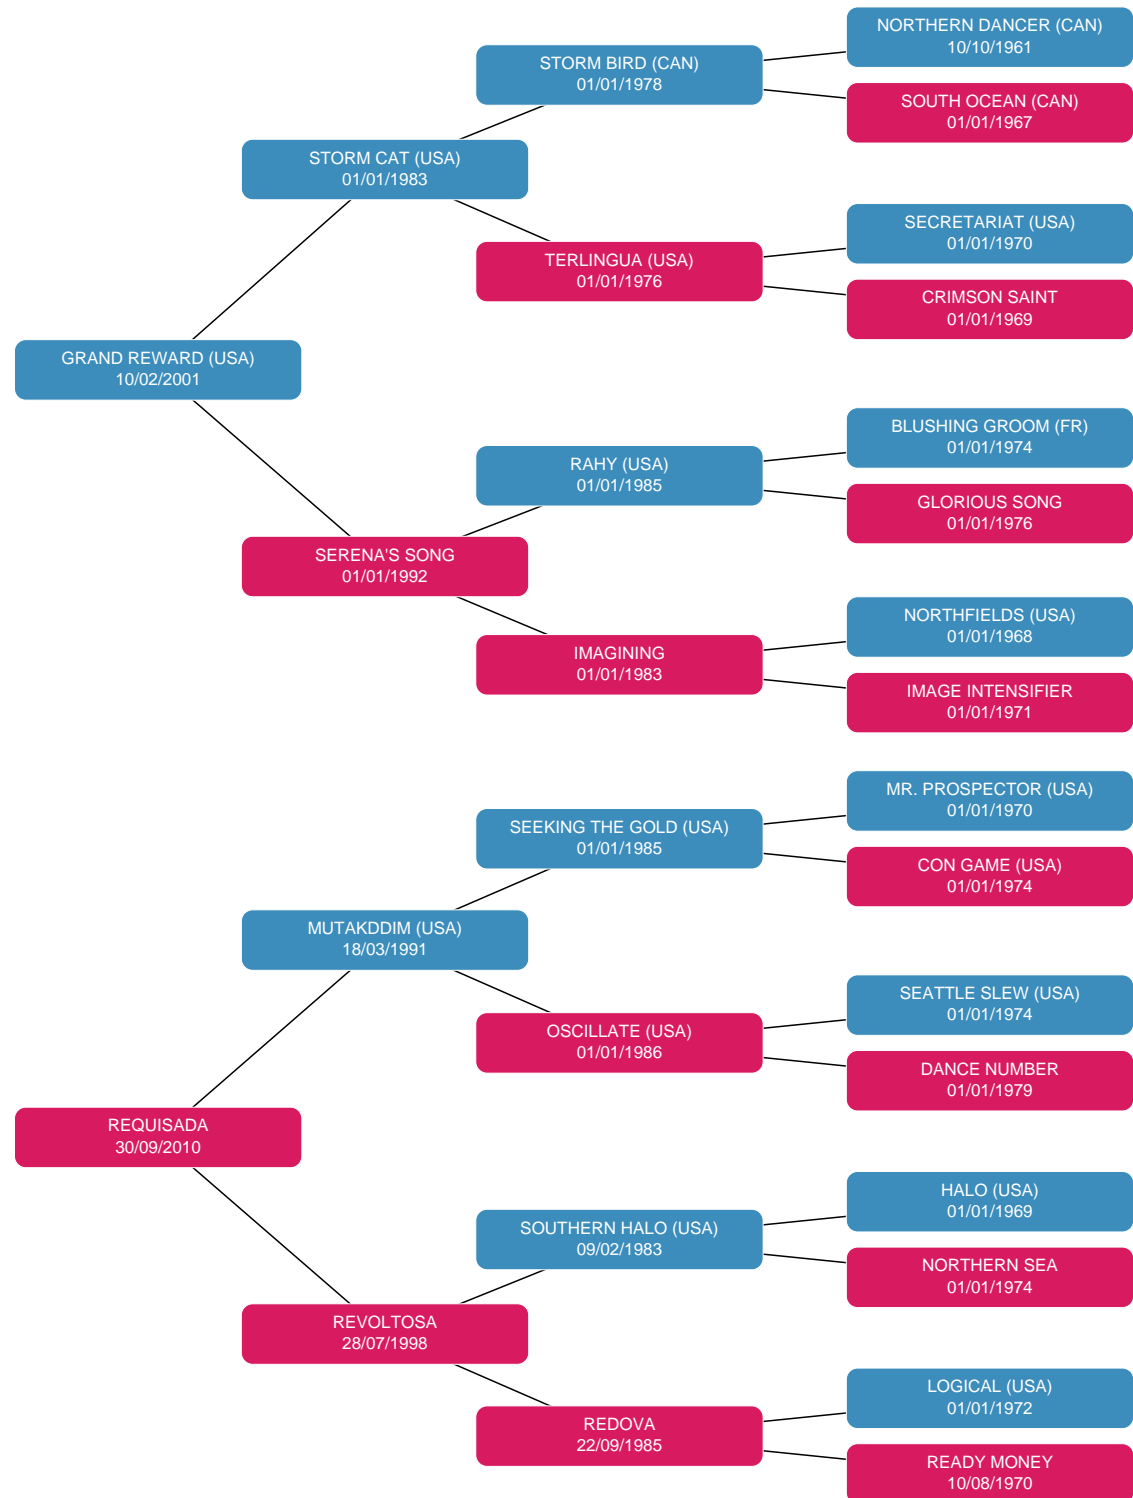 NORTHERN DANCER (CAN)
10/10/1961
STORM BIRD (CAN)
01/01/1978
SOUTH OCEAN (CAN)
01/01/1967
STORM CAT (USA)
01/01/1983
SECRETARIAT (USA)
01/01/1970
TERLINGUA (USA)
01/01/1976
CRIMSON SAINT
01/01/1969
GRAND REWARD (USA)
10/02/2001
BLUSHING GROOM (FR)
01/01/1974
RAHY (USA)
01/01/1985
GLORIOUS SONG
01/01/1976
SERENA'S SONG
01/01/1992
NORTHFIELDS (USA)
01/01/1968
IMAGINING
01/01/1983
IMAGE INTENSIFIER
01/01/1971
MR. PROSPECTOR (USA)
01/01/1970
SEEKING THE GOLD (USA)
01/01/1985
CON GAME (USA)
01/01/1974
MUTAKDDIM (USA)
18/03/1991
SEATTLE SLEW (USA)
01/01/1974
OSCILLATE (USA)
01/01/1986
DANCE NUMBER
01/01/1979
REQUISADA
30/09/2010
HALO (USA)
01/01/1969
SOUTHERN HALO (USA)
09/02/1983
NORTHERN SEA
01/01/1974
REVOLTOSA
28/07/1998
LOGICAL (USA)
01/01/1972
REDOVA
22/09/1985
READY MONEY
10/08/1970